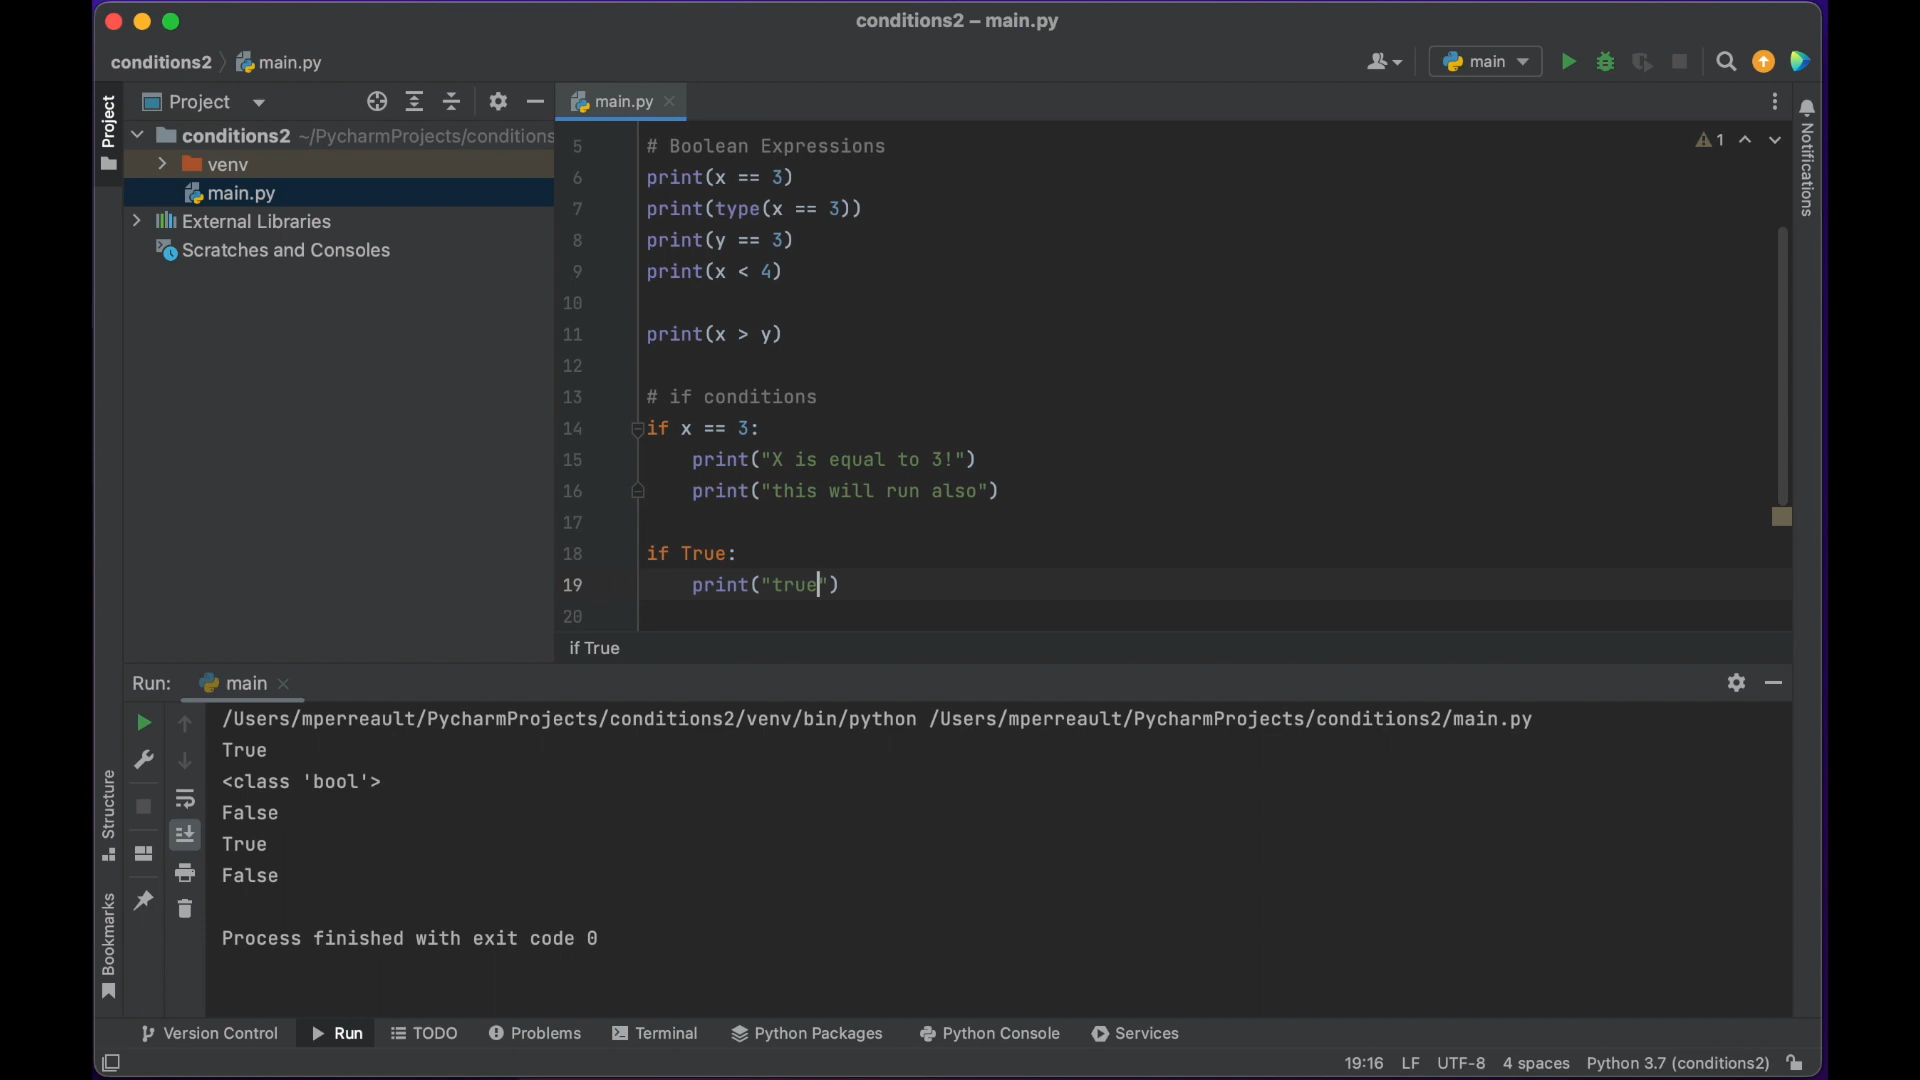 conditions2 – main.py
conditions2 main.py
main
Project
Project
main.py
conditions2 ~/PycharmProjects/conditions
venv
main.py
External Libraries
Scratches and Consoles
1
Notifications
5 # Boolean Expressions
6 print(x == 3)
7 print(type(x == 3))
8 print(y == 3)
9 print(x < 4)
10
11 print(x > y)
12
13 # if conditions
14 if x == 3:
15 print("X is equal to 3!")
16 print("this will run also")
17
18 if True:
19 print("true")
20
if True
Run: main
/Users/mperreault/PycharmProjects/conditions2/venv/bin/python /Users/mperreault/PycharmProjects/conditions2/main.py
True
<class 'bool'>
False
True
False
Process finished with exit code 0
Structure
Bookmarks
Version Control Run TODO Problems Terminal Python Packages Python Console Services
19:16 LF UTF-8 4 spaces Python 3.7 (conditions2)